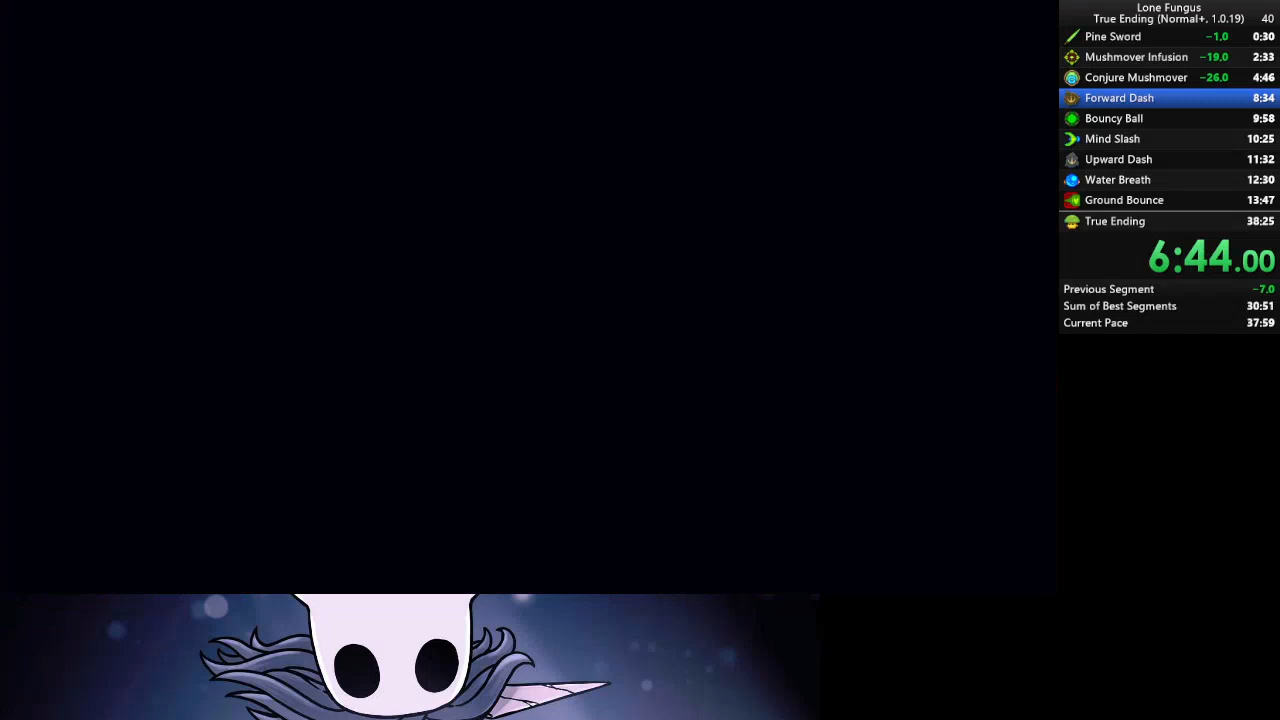 Lone Fungus
True Ending (Normal+, 1.0.19) 40
Pine Sword −1.0 0:30
Mushmover Infusion −19.0 2:33
Conjure Mushmover −26.0 4:46
Forward Dash 8:34
Bouncy Ball 9:58
Mind Slash 10:25
Upward Dash 11:32
Water Breath 12:30
Ground Bounce 13:47
True Ending 38:25
6:44.00
Previous Segment −7.0
Sum of Best Segments 30:51
Current Pace 37:59